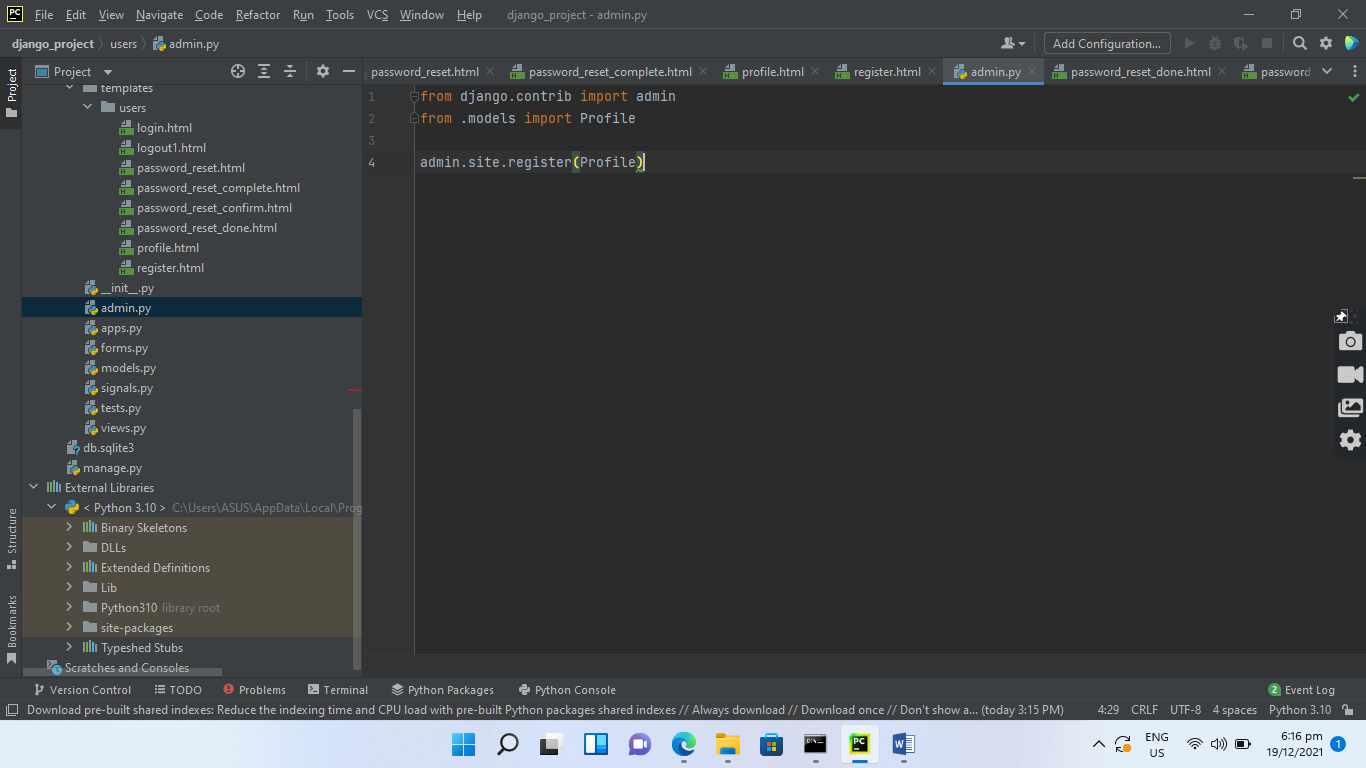 PC File Edit View Navigate Code Refactor Run Tools VCS Window Help django_project - admin.py
django_project users admin.py Add Configuration...
Project password_reset.html password_reset_complete.html profile.html register.html admin.py password_reset_done.html password
Project
templates
users
login.html
logout1.html
password_reset.html
password_reset_complete.html
password_reset_confirm.html
password_reset_done.html
profile.html
register.html
__init__.py
admin.py
apps.py
forms.py
models.py
signals.py
tests.py
views.py
db.sqlite3
manage.py
External Libraries
< Python 3.10 > C:\Users\ASUS\AppData\Local\Prog
Binary Skeletons
DLLs
Extended Definitions
Lib
Python310 library root
site-packages
Typeshed Stubs
Scratches and Consoles
Structure
Bookmarks
1 from django.contrib import admin
2 from .models import Profile
3
4 admin.site.register(Profile)
Version Control TODO Problems Terminal Python Packages Python Console 2 Event Log
Download pre-built shared indexes: Reduce the indexing time and CPU load with pre-built Python packages shared indexes // Always download // Download once // Don't show a... (today 3:15 PM) 4:29 CRLF UTF-8 4 spaces Python 3.10
PC W ENG 6:16 pm 1
US 19/12/2021